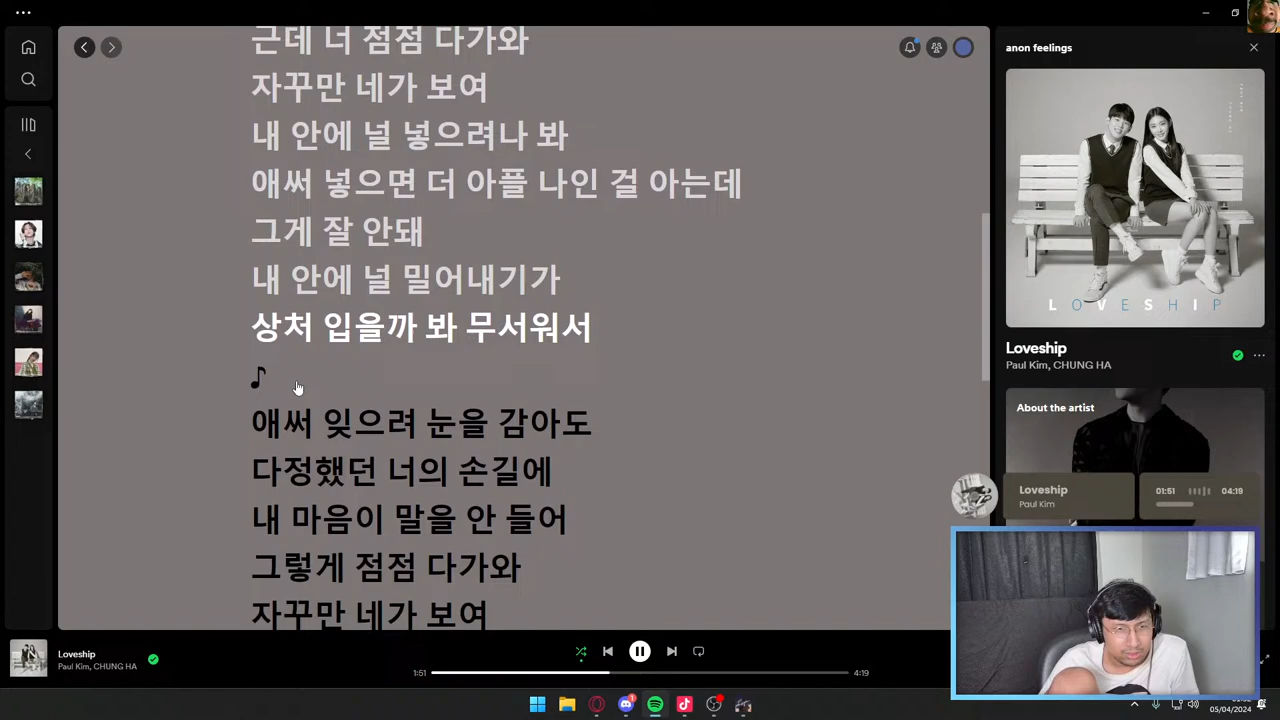 근데 너 점점 다가와
자꾸만 네가 보여
내 안에 널 넣으려나 봐
애써 넣으면 더 아플 나인 걸 아는데
그게 잘 안돼
내 안에 널 밀어내기가
상처 입을까 봐 무서워서
♪
애써 잊으려 눈을 감아도
다정했던 너의 손길에
내 마음이 말을 안 들어
그렇게 점점 다가와
자꾸만 네가 보여
anon feelings
LOVESHIP
Loveship
Paul Kim, CHUNG HA
About the artist
Loveship
Paul Kim
01:51
04:19
Loveship
Paul Kim, CHUNG HA
1:51
4:19
05/04/2024